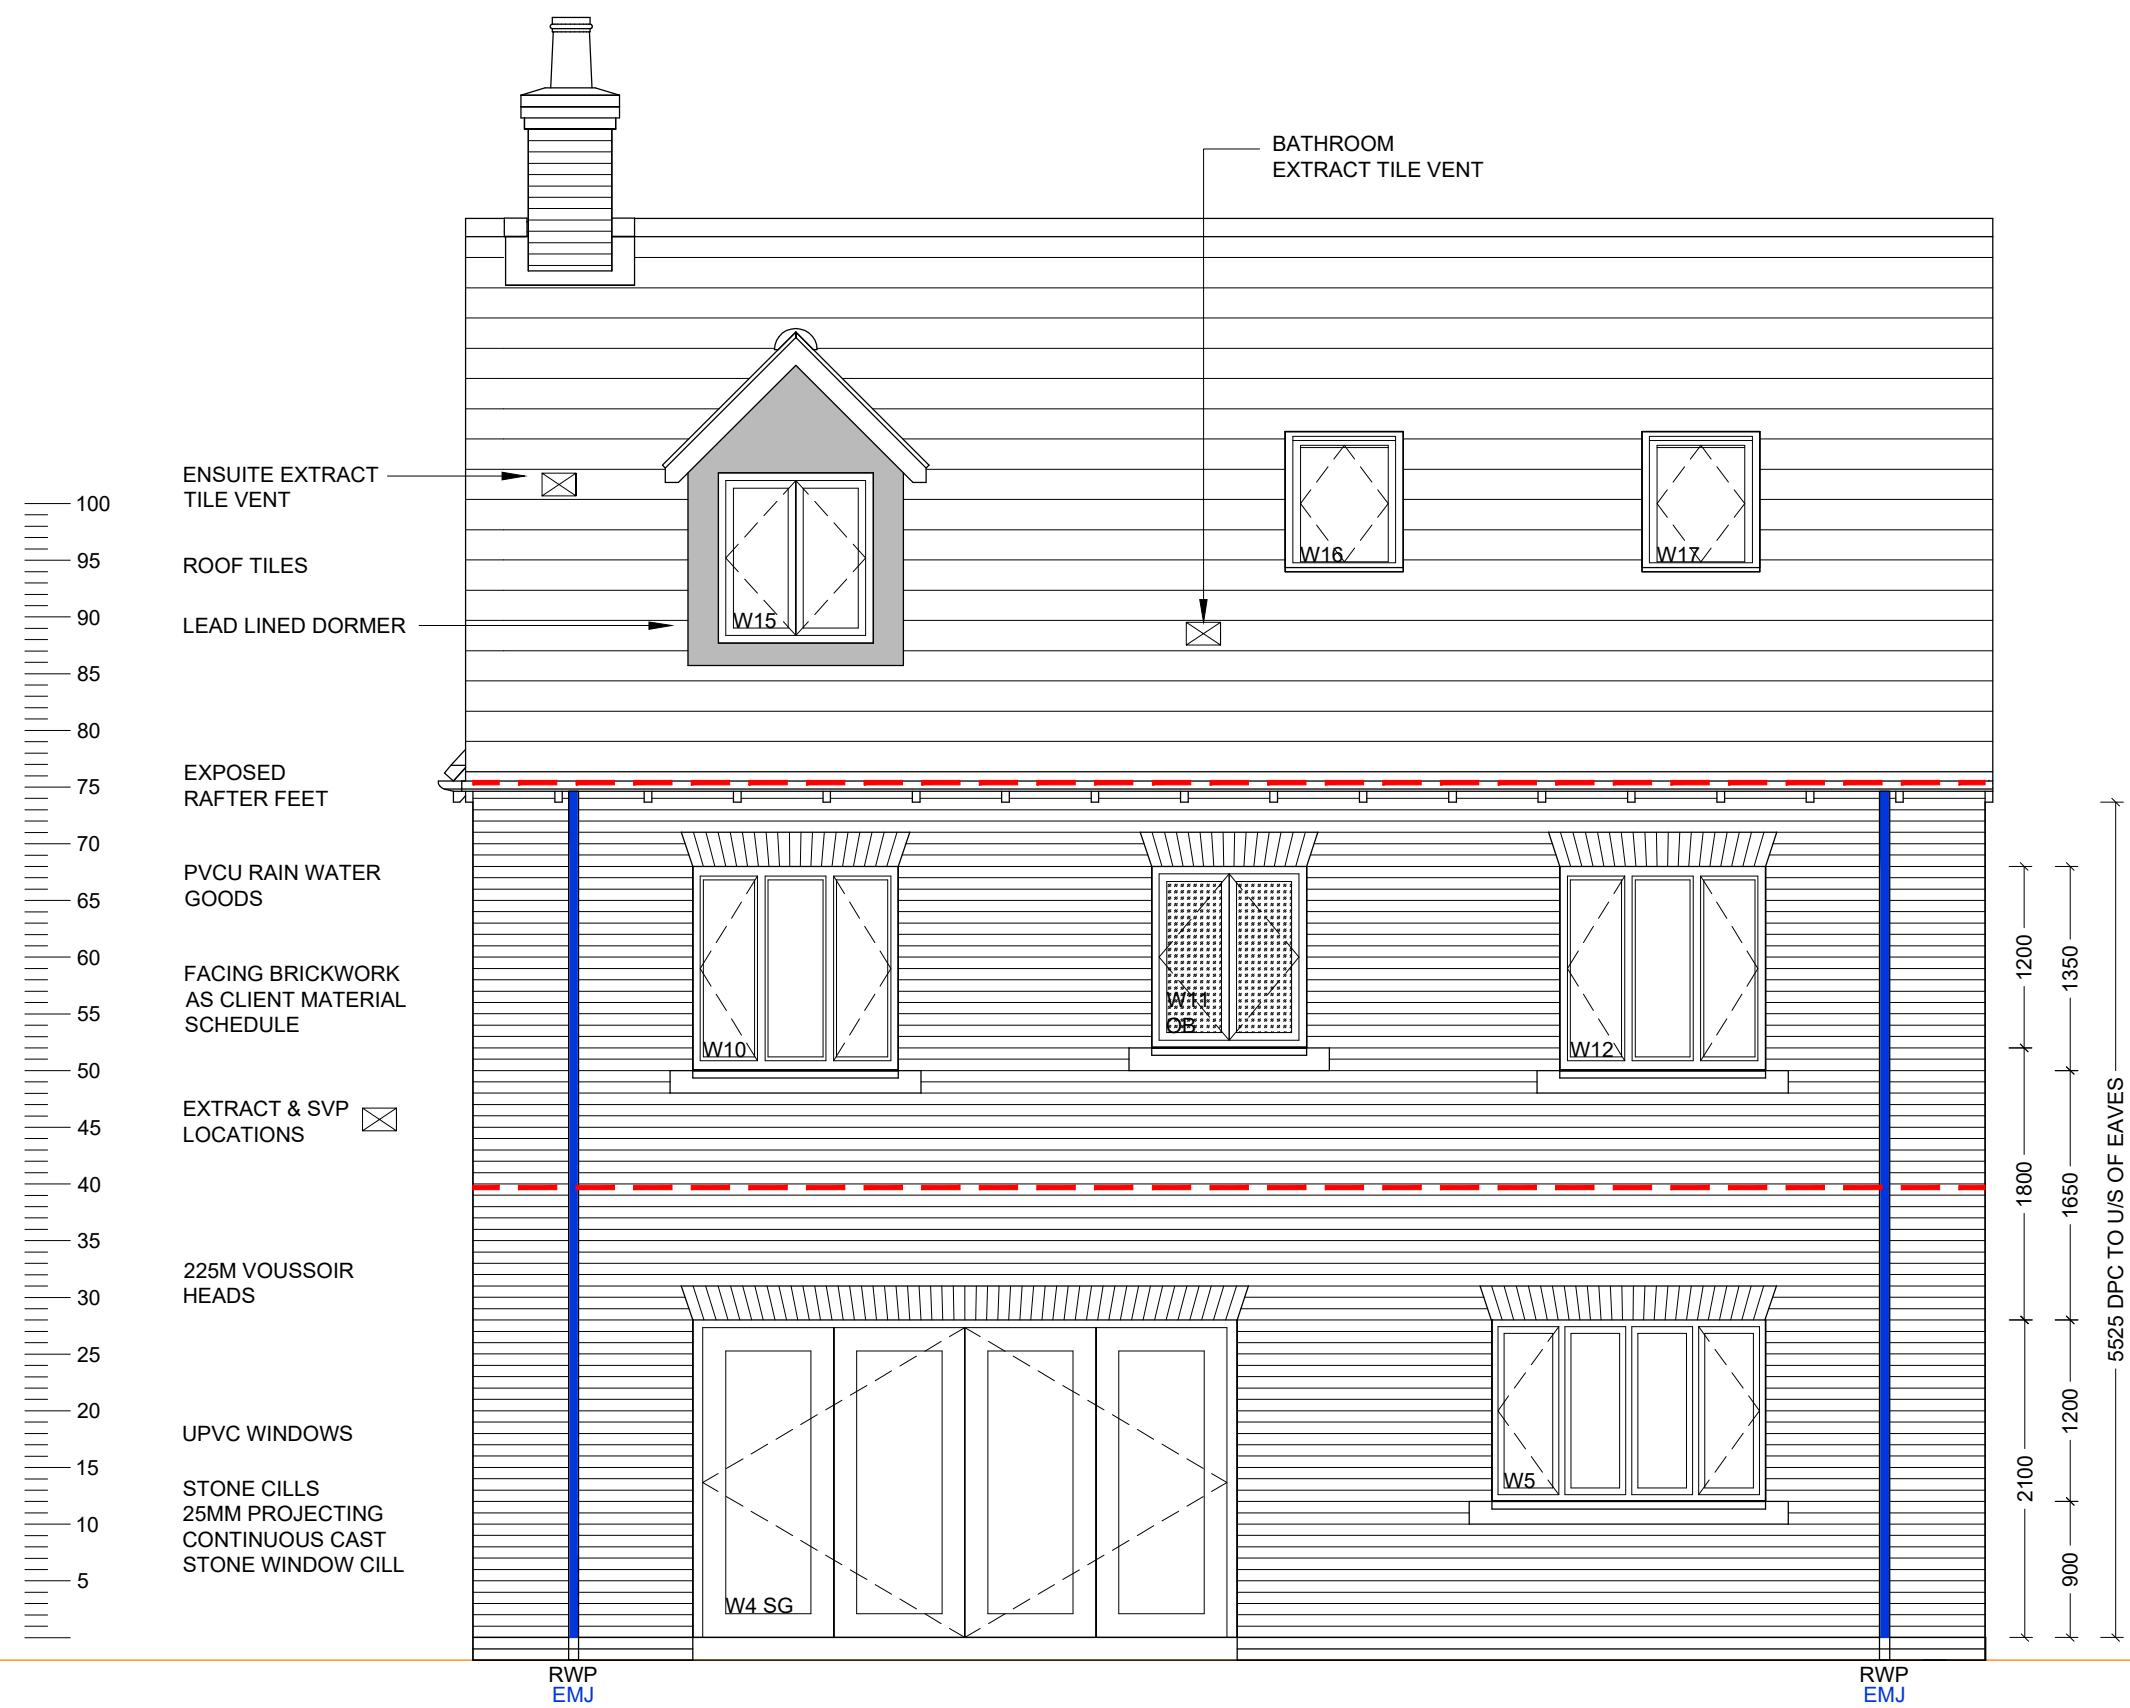 BATHROOM
EXTRACT TILE VENT
ENSUITE EXTRACT
TILE VENT
ROOF TILES
LEAD LINED DORMER
EXPOSED
RAFTER FEET
PVCU RAIN WATER
GOODS
FACING BRICKWORK
AS CLIENT MATERIAL
SCHEDULE
EXTRACT & SVP
LOCATIONS
225M VOUSSOIR
HEADS
UPVC WINDOWS
STONE CILLS
25MM PROJECTING
CONTINUOUS CAST
STONE WINDOW CILL
100
95
90
85
80
75
70
65
60
55
50
45
40
35
30
25
20
15
10
5
W15
W16
W17
W10
W11
OB
W12
W4 SG
W5
1200
1800
2100
1350
1650
1200
900
5525 DPC TO U/S OF EAVES
RWP
EMJ
RWP
EMJ